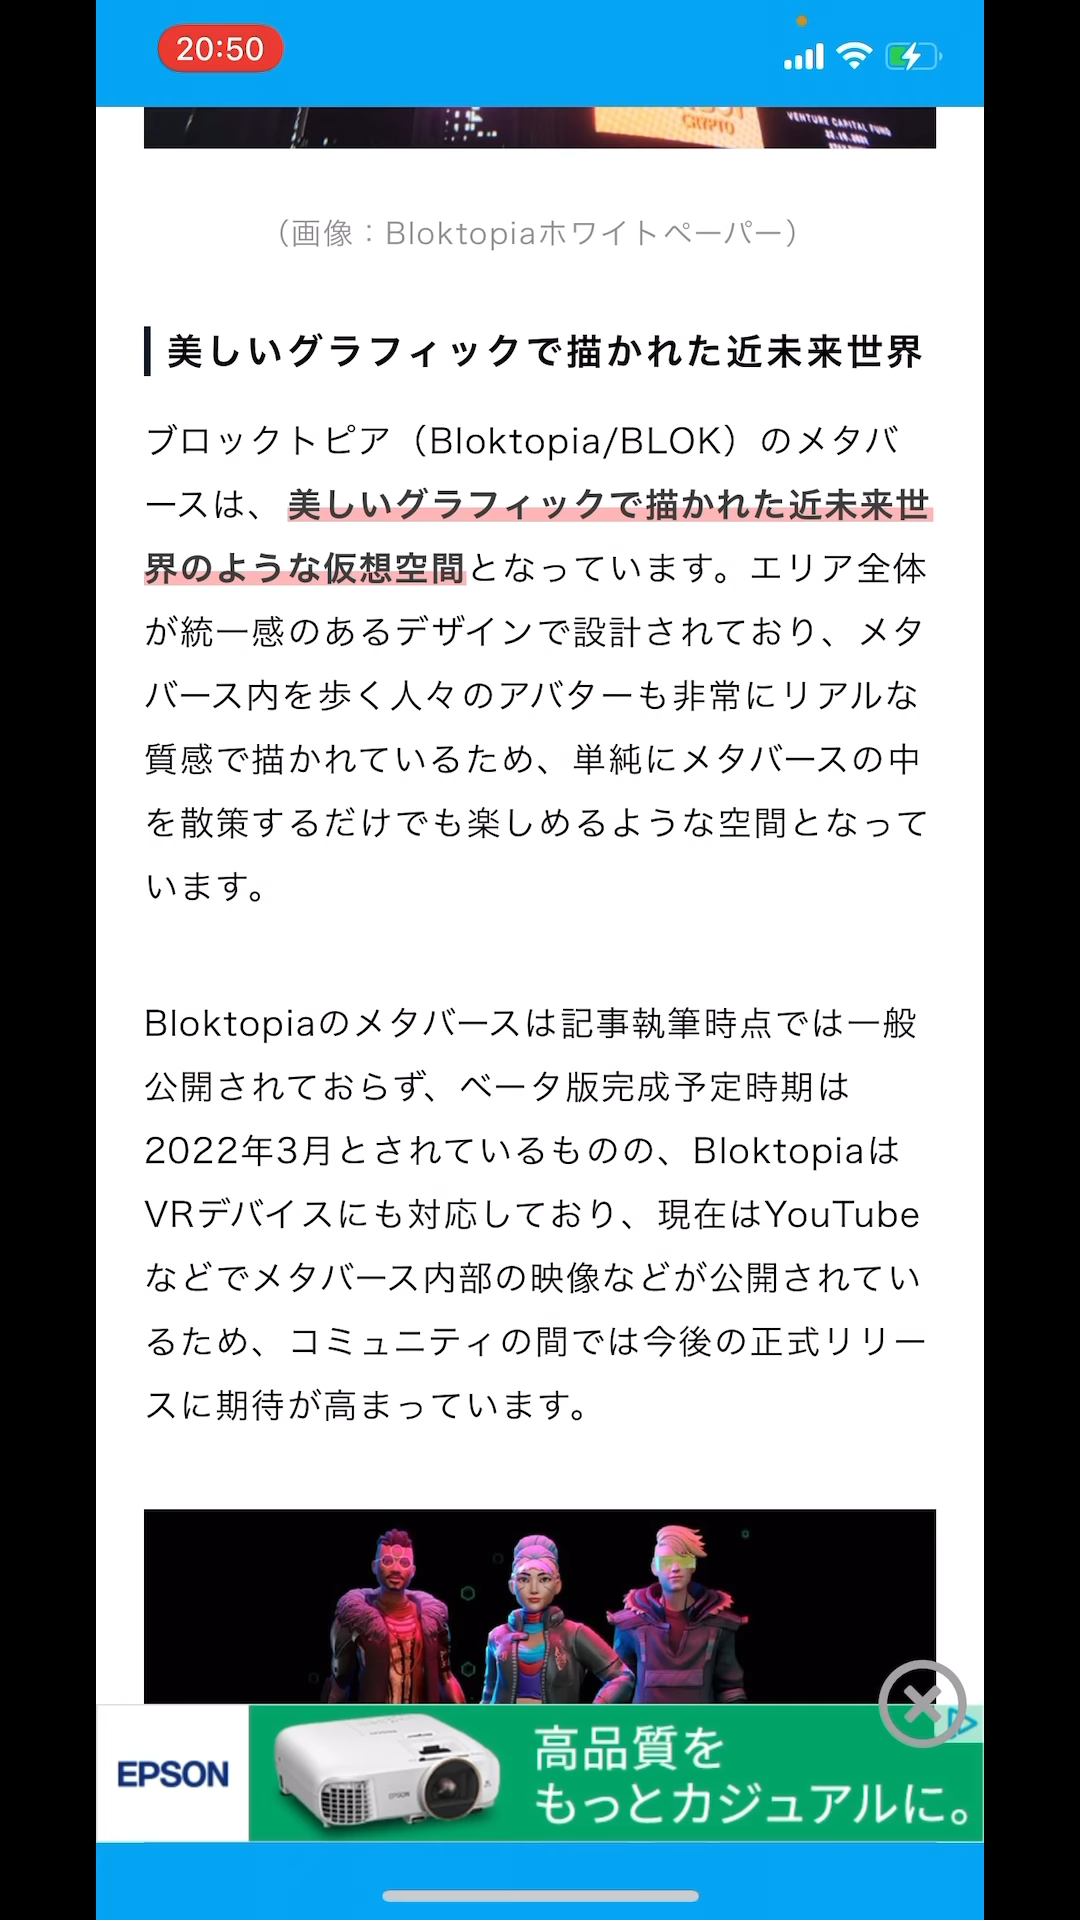 20:50
CRYPTO
VENTURE CAPITAL FUND
（画像：Bloktopiaホワイトペーパー）
美しいグラフィックで描かれた近未来世界
ブロックトピア（Bloktopia/BLOK）のメタバ
ースは、美しいグラフィックで描かれた近未来世
界のような仮想空間となっています。エリア全体
が統一感のあるデザインで設計されており、メタ
バース内を歩く人々のアバターも非常にリアルな
質感で描かれているため、単純にメタバースの中
を散策するだけでも楽しめるような空間となって
います。
Bloktopiaのメタバースは記事執筆時点では一般
公開されておらず、ベータ版完成予定時期は
2022年3月とされているものの、Bloktopiaは
VRデバイスにも対応しており、現在はYouTube
などでメタバース内部の映像などが公開されてい
るため、コミュニティの間では今後の正式リリー
スに期待が高まっています。
EPSON
EPSON
高品質を
もっとカジュアルに。